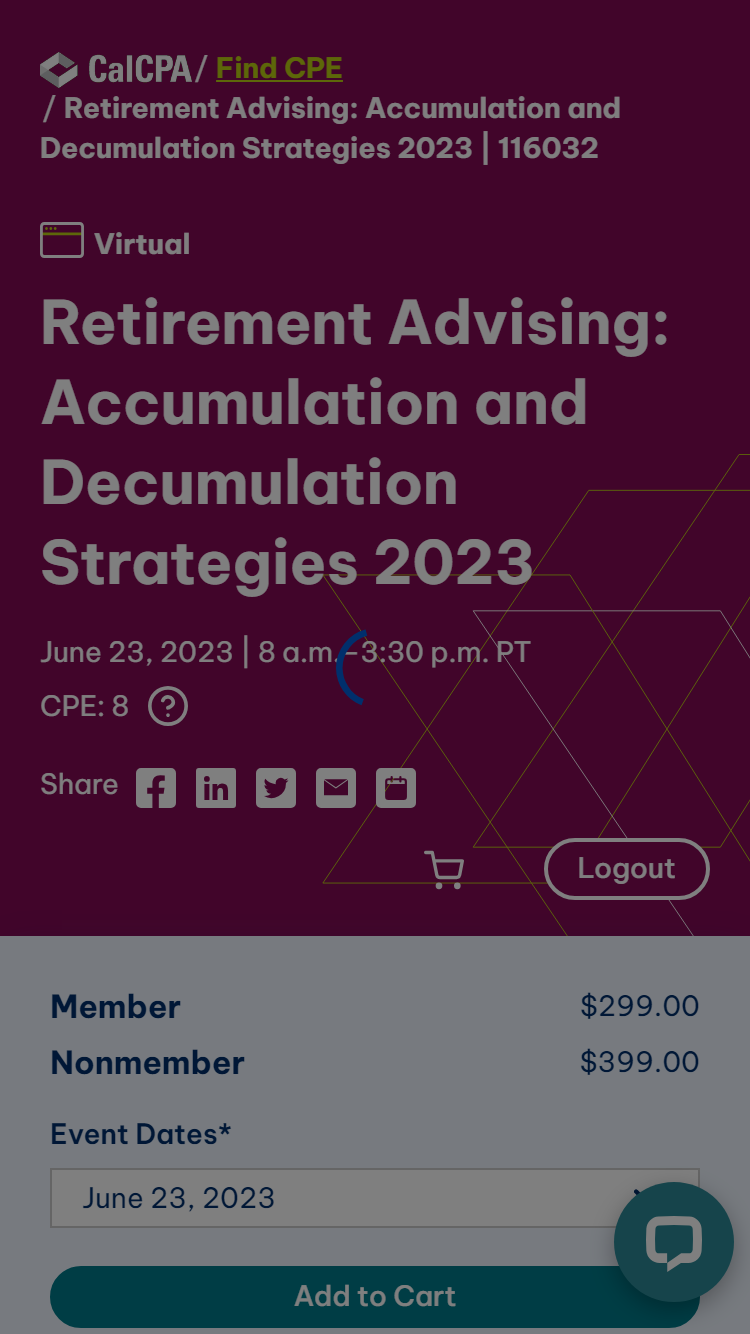 CalCPA / Find CPE
/ Retirement Advising: Accumulation and
Decumulation Strategies 2023 | 116032
Virtual
Retirement Advising:
Accumulation and
Decumulation
Strategies 2023
June 23, 2023 | 8 a.m.–3:30 p.m. PT
CPE: 8
Share
Logout
Member $299.00
Nonmember $399.00
Event Dates*
June 23, 2023
Add to Cart